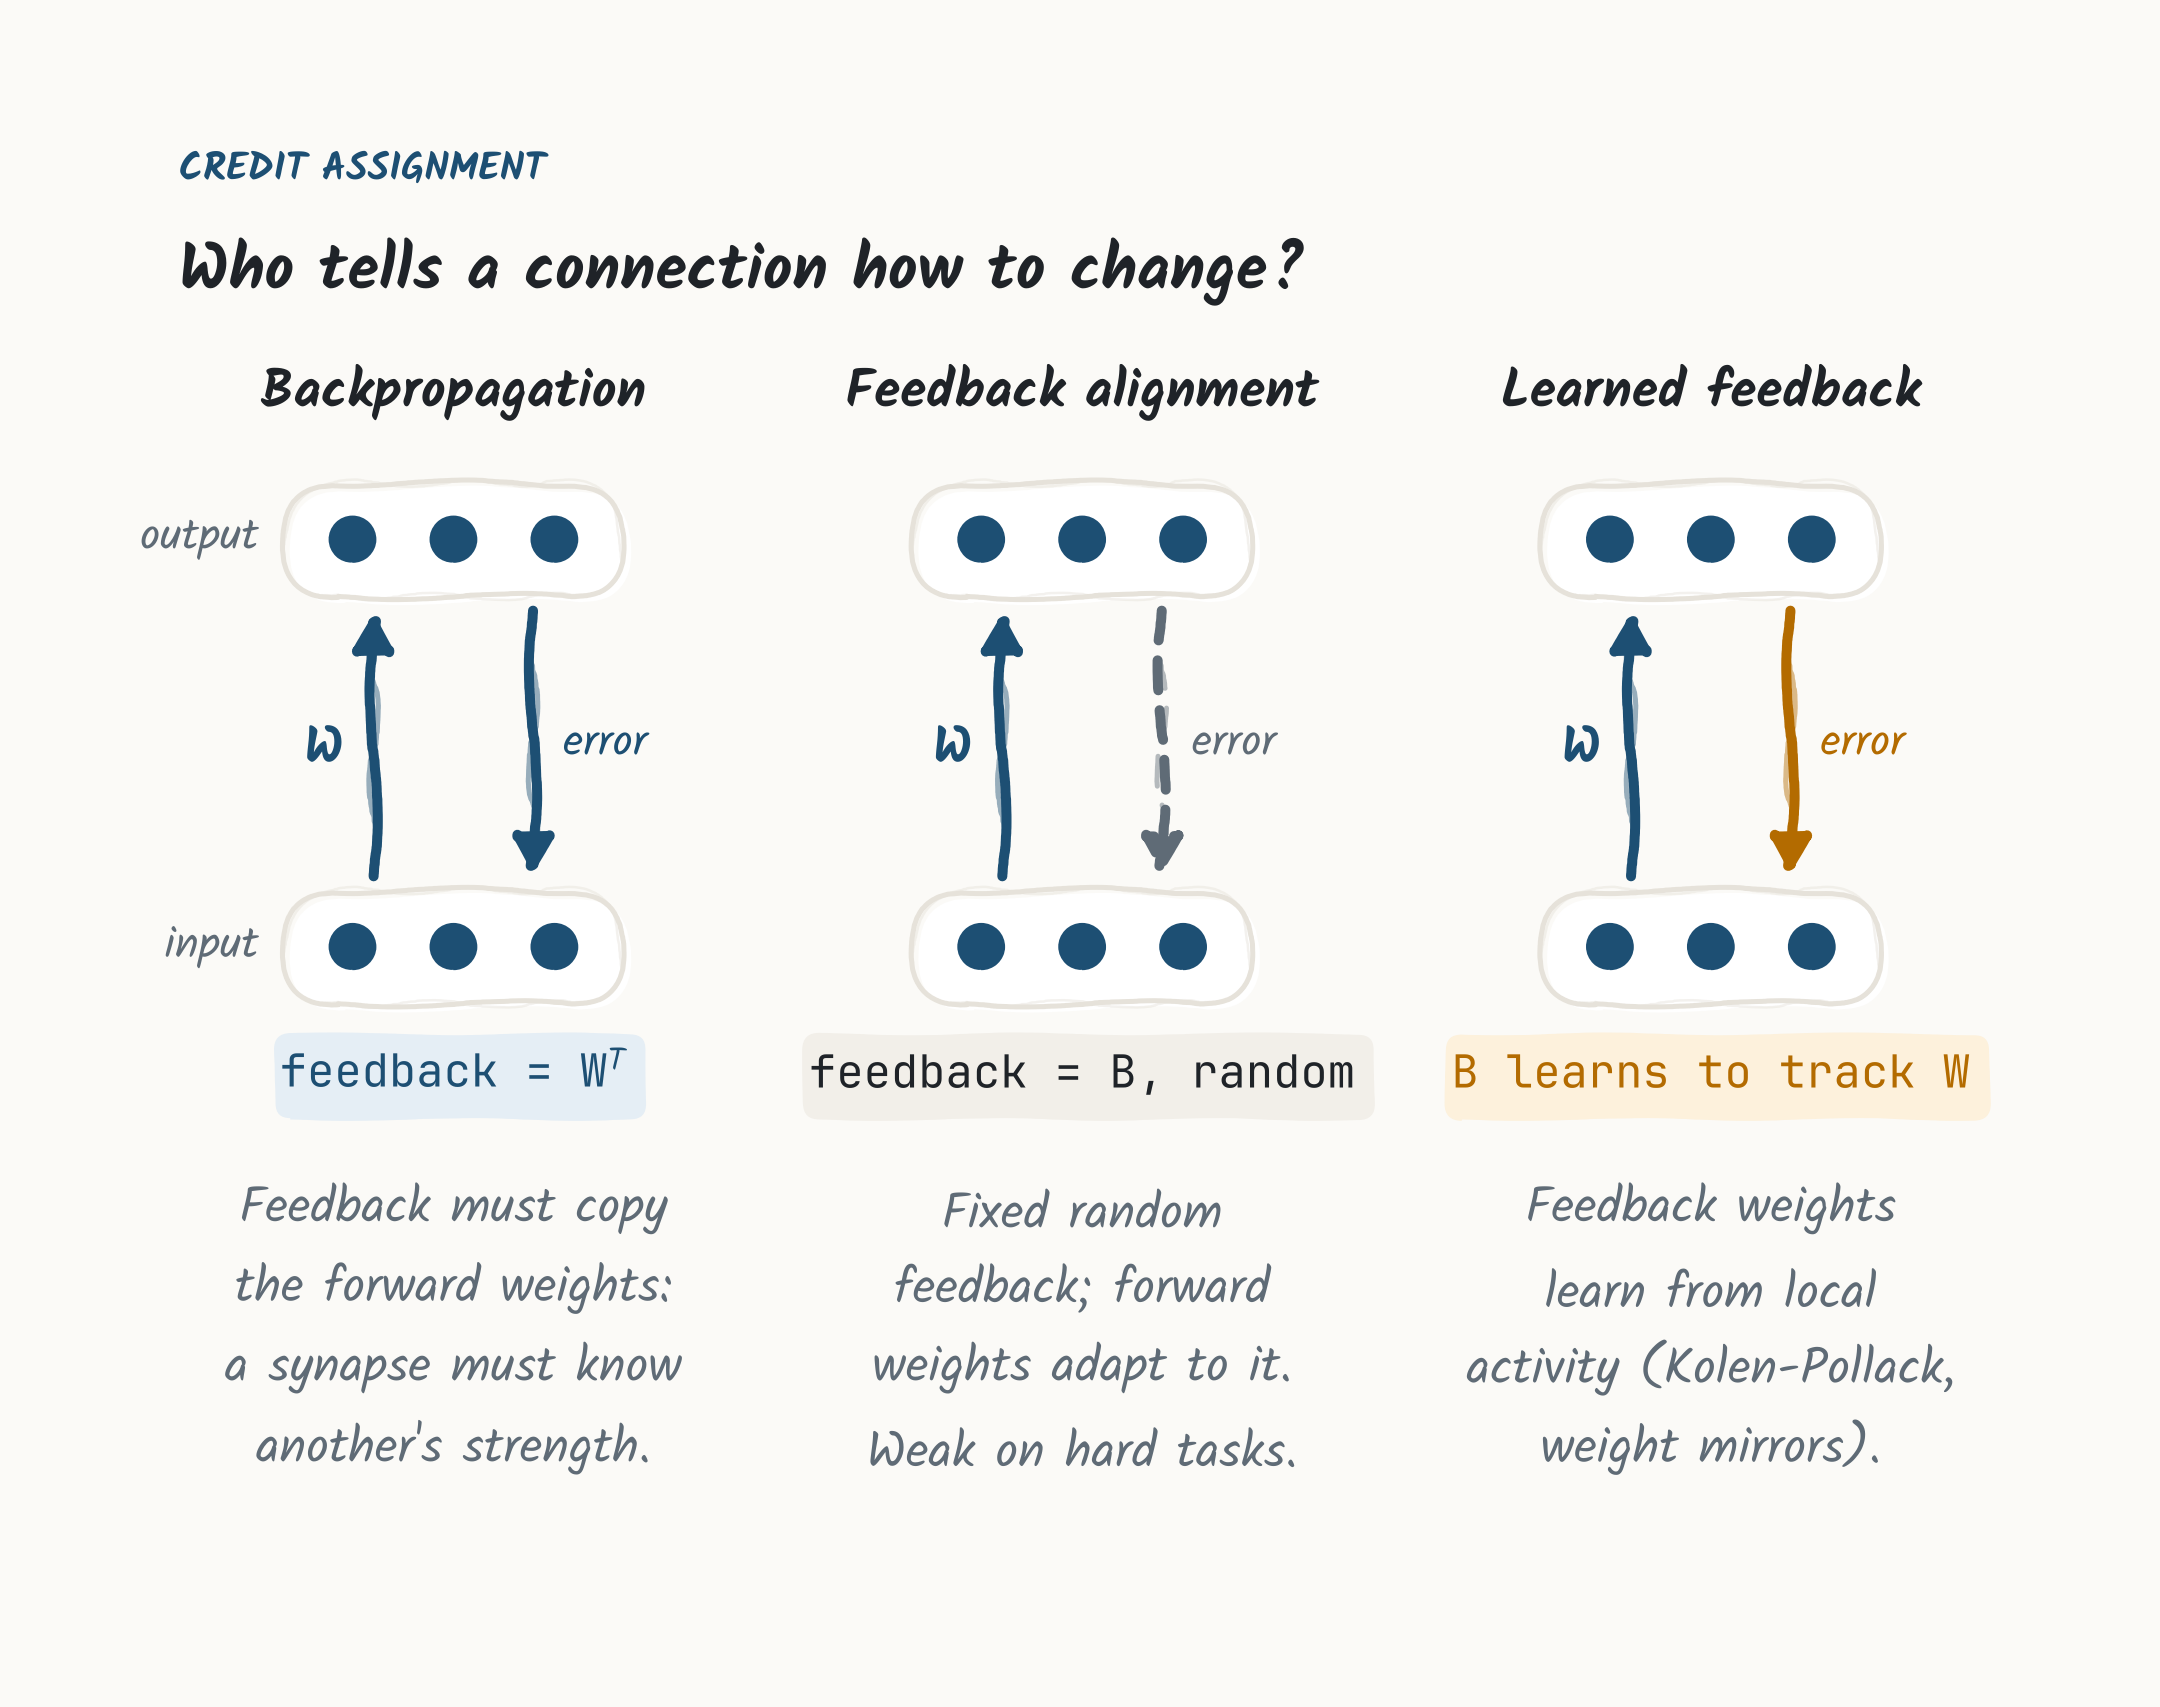 CREDIT ASSIGNMENT
Who tells a connection how to change?
Backpropagation
output
W
error
input
feedback = Wᵀ
Feedback must copy
the forward weights:
a synapse must know
another's strength.
Feedback alignment
W
error
feedback = B, random
Fixed random
feedback; forward
weights adapt to it.
Weak on hard tasks.
Learned feedback
W
error
B learns to track W
Feedback weights
learn from local
activity (Kolen-Pollack,
weight mirrors).